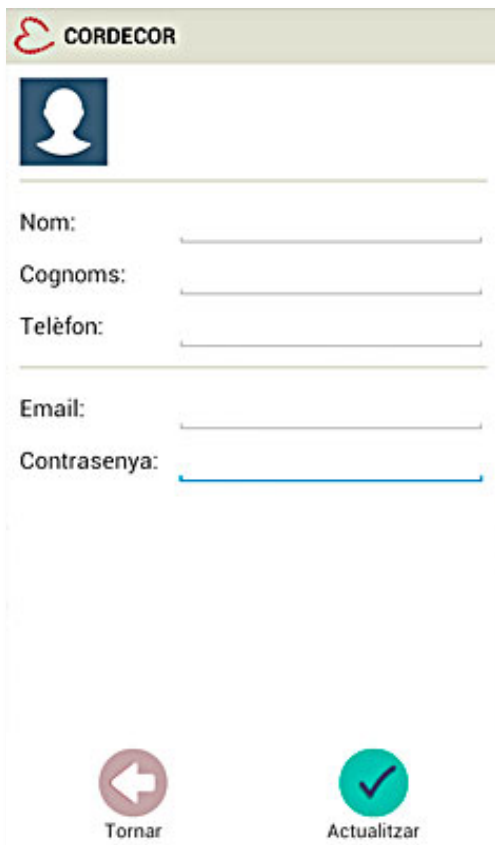 CORDECOR
Nom:
Cognoms:
Telèfon:
Email:
Contrasenya:
Tornar
Actualitzar